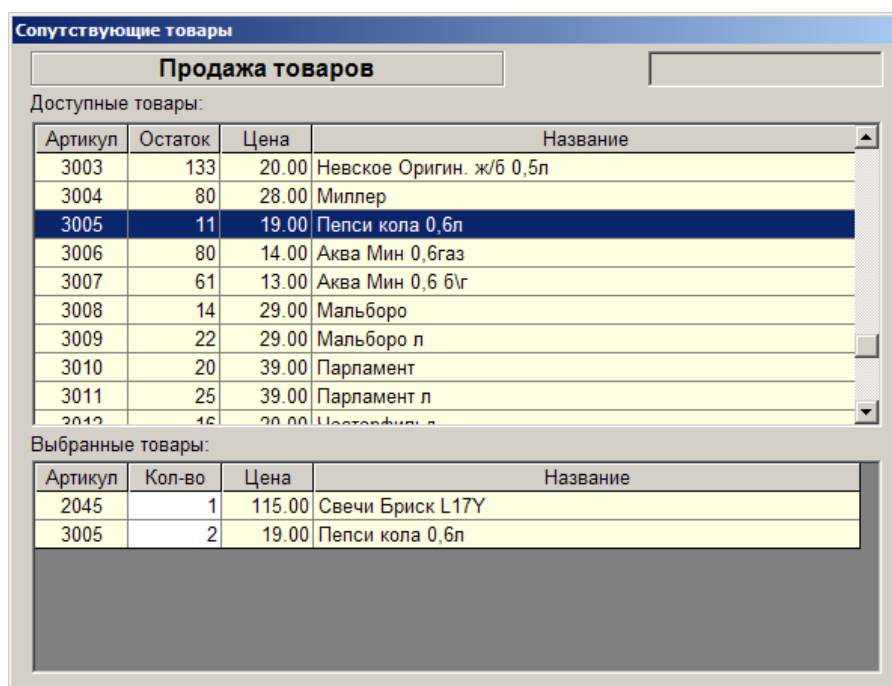 Сопутствующие товары
Продажа товаров
Доступные товары:
Артикул Остаток Цена Название
3003 133 20.00 Невское Оригин. ж/б 0,5л
3004 80 28.00 Миллер
3005 11 19.00 Пепси кола 0,6л
3006 80 14.00 Аква Мин 0,6газ
3007 61 13.00 Аква Мин 0,6 б\г
3008 14 29.00 Мальборо
3009 22 29.00 Мальборо л
3010 20 39.00 Парламент
3011 25 39.00 Парламент л
3012 16 20.00
Выбранные товары:
Артикул Кол-во Цена Название
2045 1 115.00 Свечи Бриск L17Y
3005 2 19.00 Пепси кола 0,6л